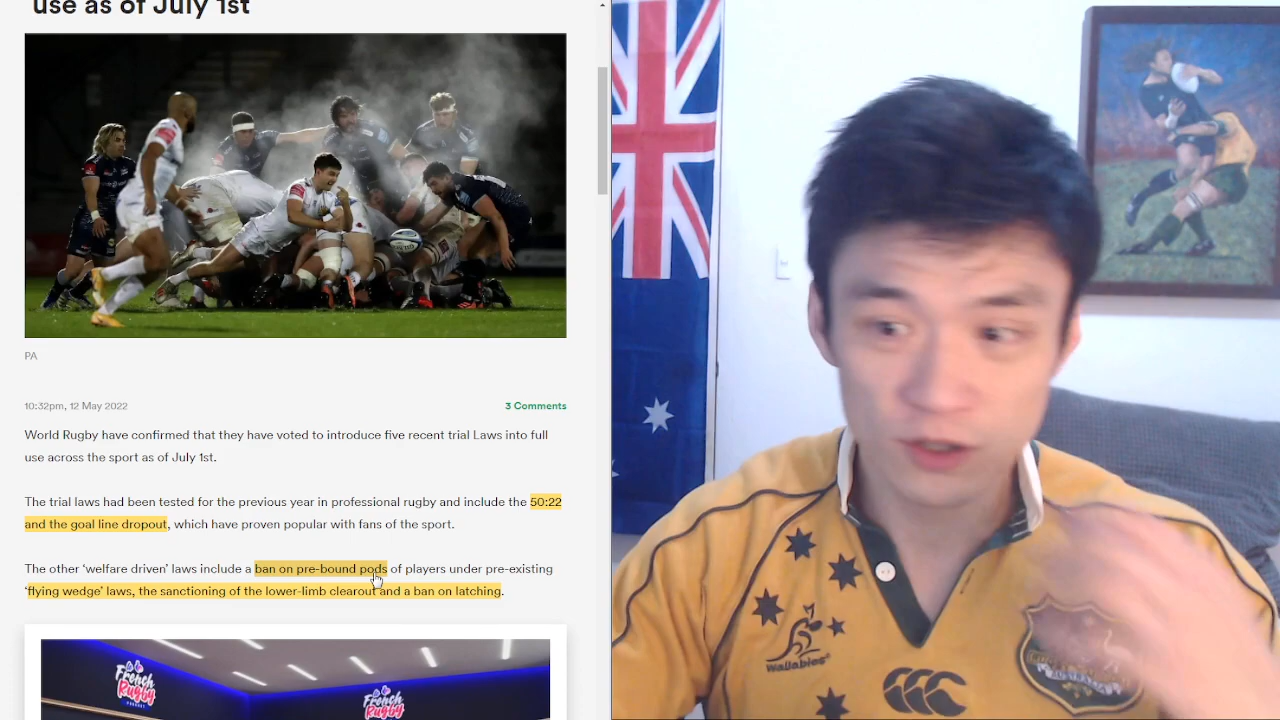 use as of July 1st
PA
10:32pm, 12 May 2022
3 Comments
World Rugby have confirmed that they have voted to introduce five recent trial Laws into full
use across the sport as of July 1st.
The trial laws had been tested for the previous year in professional rugby and include the 50:22
and the goal line dropout, which have proven popular with fans of the sport.
The other ‘welfare driven’ laws include a ban on pre-bound pods of players under pre-existing
‘flying wedge’ laws, the sanctioning of the lower-limb clearout and a ban on latching.
French
Rugby
PODCAST
French
Rugby
wallabies
AUSTRALIA